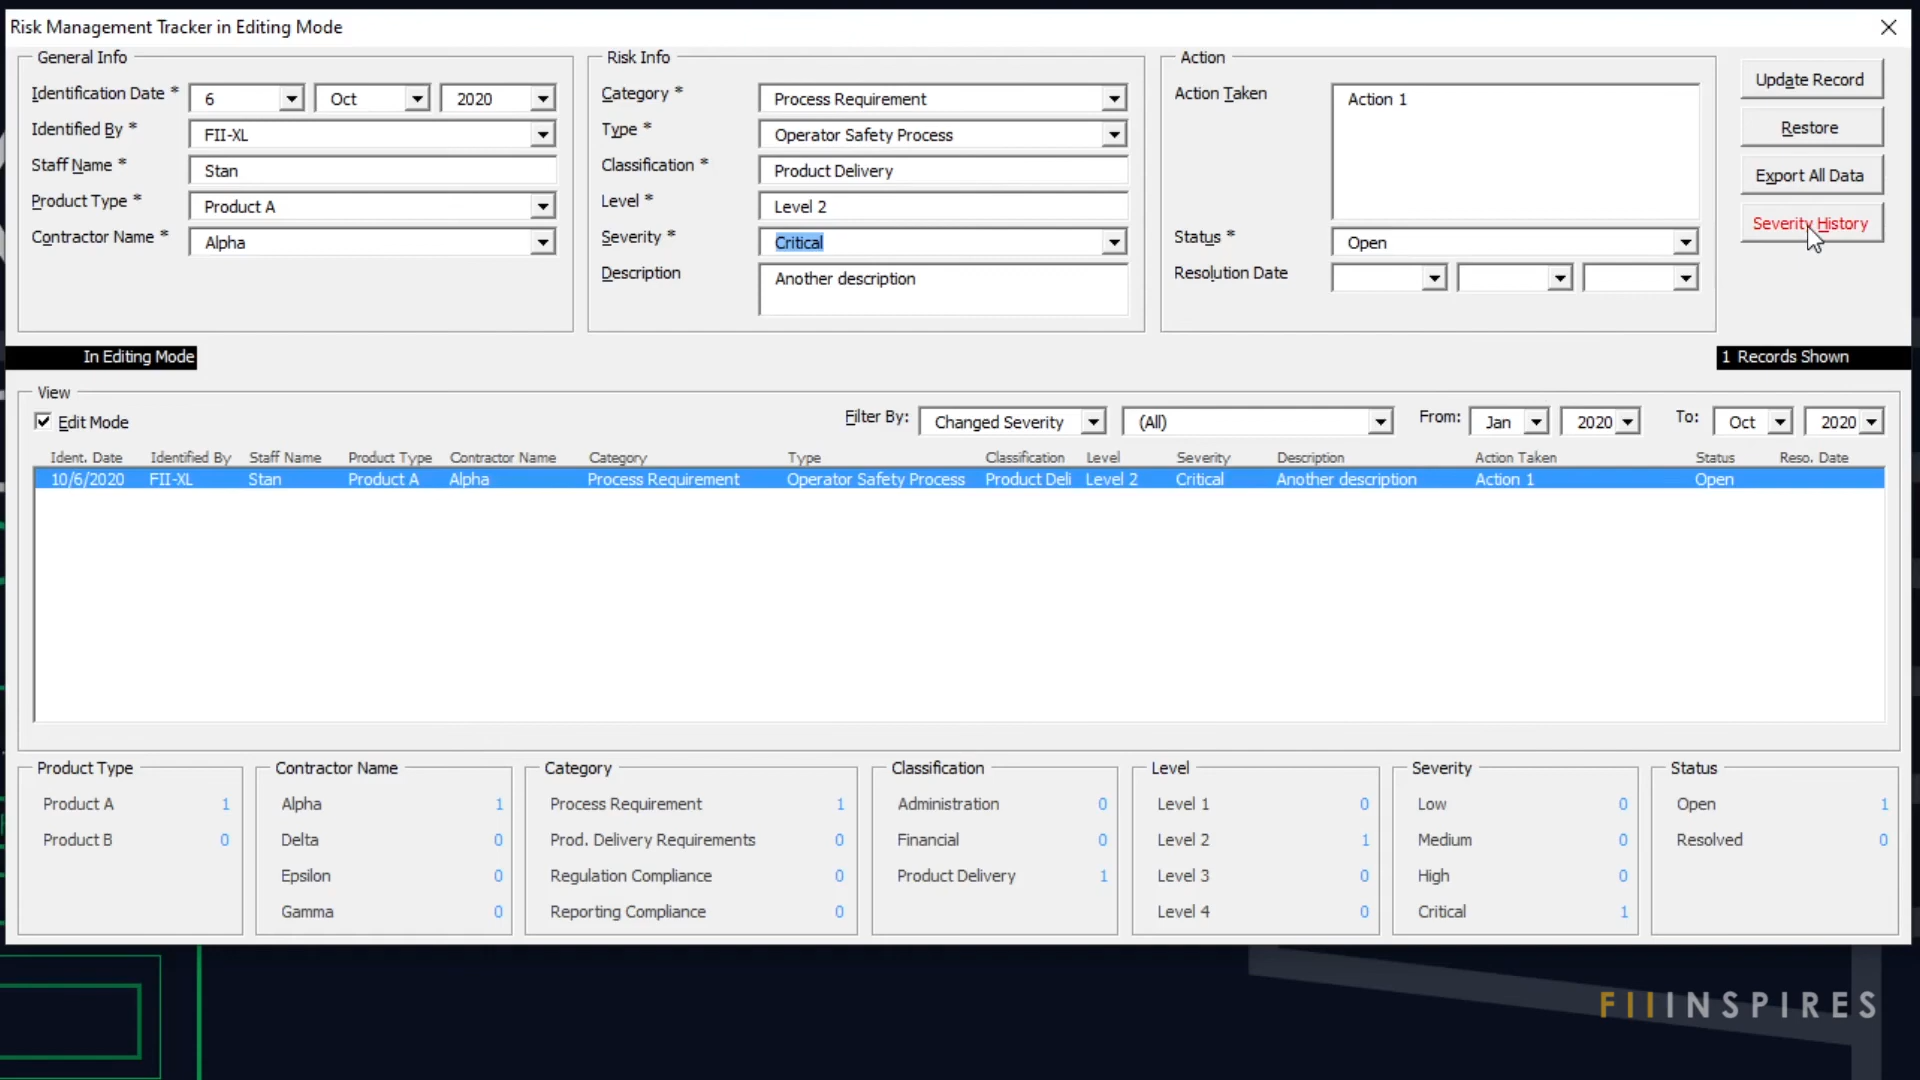 Risk Management Tracker in Editing Mode
General Info
Identification Date * 6 Oct 2020
Identified By * FII-XL
Staff Name * Stan
Product Type * Product A
Contractor Name * Alpha
Risk Info
Category * Process Requirement
Type * Operator Safety Process
Classification * Product Delivery
Level * Level 2
Severity * Critical
Description Another description
Action
Action Taken Action 1
Status * Open
Resolution Date
Update Record
Restore
Export All Data
Severity History
In Editing Mode
1 Records Shown
View
Edit Mode
Filter By: Changed Severity (All) From: Jan 2020 To: Oct 2020
Ident. Date Identified By Staff Name Product Type Contractor Name Category Type Classification Level Severity Description Action Taken Status Reso. Date
10/6/2020 FII-XL Stan Product A Alpha Process Requirement Operator Safety Process Product Deli Level 2 Critical Another description Action 1 Open
Product Type
Product A 1
Product B 0
Contractor Name
Alpha 1
Delta 0
Epsilon 0
Gamma 0
Category
Process Requirement 1
Prod. Delivery Requirements 0
Regulation Compliance 0
Reporting Compliance 0
Classification
Administration 0
Financial 0
Product Delivery 1
Level
Level 1 0
Level 2 1
Level 3 0
Level 4 0
Severity
Low 0
Medium 0
High 0
Critical 1
Status
Open 1
Resolved 0
FIIINSPIRES